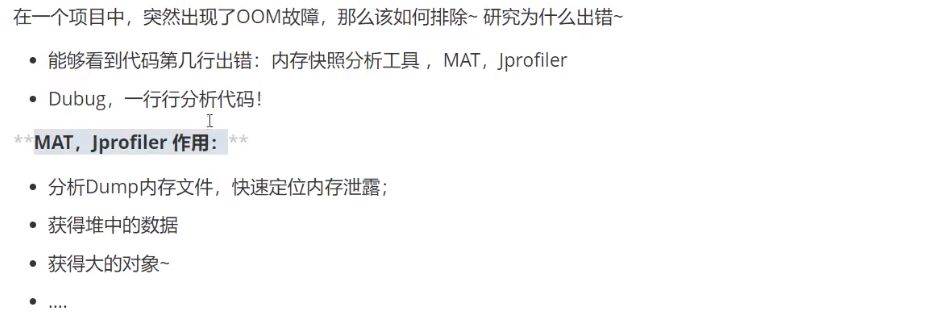 在一个项目中，突然出现了OOM故障，那么该如何排除~ 研究为什么出错~
• 能够看到代码第几行出错：内存快照分析工具 ，MAT，Jprofiler
• Dubug，一行行分析代码！
**MAT，Jprofiler 作用：**
• 分析Dump内存文件，快速定位内存泄露；
• 获得堆中的数据
• 获得大的对象~
• ....